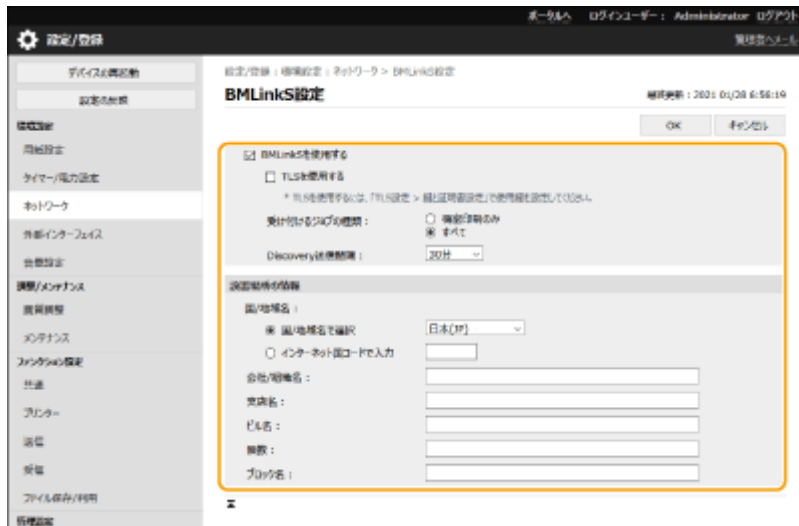 ポータルへ ログインユーザー： Administrator ログアウト
設定/登録 管理者へメール
デバイスの再起動
設定の反映
設定/登録 : 環境設定 : ネットワーク > BMLinkS設定
BMLinkS設定
最終更新 : 2021 01/28 6:56:19
OK キャンセル
環境設定
用紙設定
タイマー/電力設定
ネットワーク
外部インターフェイス
音量設定
調整/メンテナンス
画質調整
メンテナンス
ファンクション設定
共通
プリンター
送信
受信
ファイル保存/利用
管理設定
BMLinkSを使用する
TLSを使用する
* TLSを使用するには、「TLS設定 > 鍵と証明書設定」で使用鍵を設定してください。
受け付けるジョブの種類 :
機密印刷のみ
すべて
Discovery送信間隔 : 30分
設置場所の情報
国/地域名 :
国/地域名で選択 日本(JP)
インターネット国コードで入力
会社/組織名 :
支店名 :
ビル名 :
階数 :
ブロック名 :